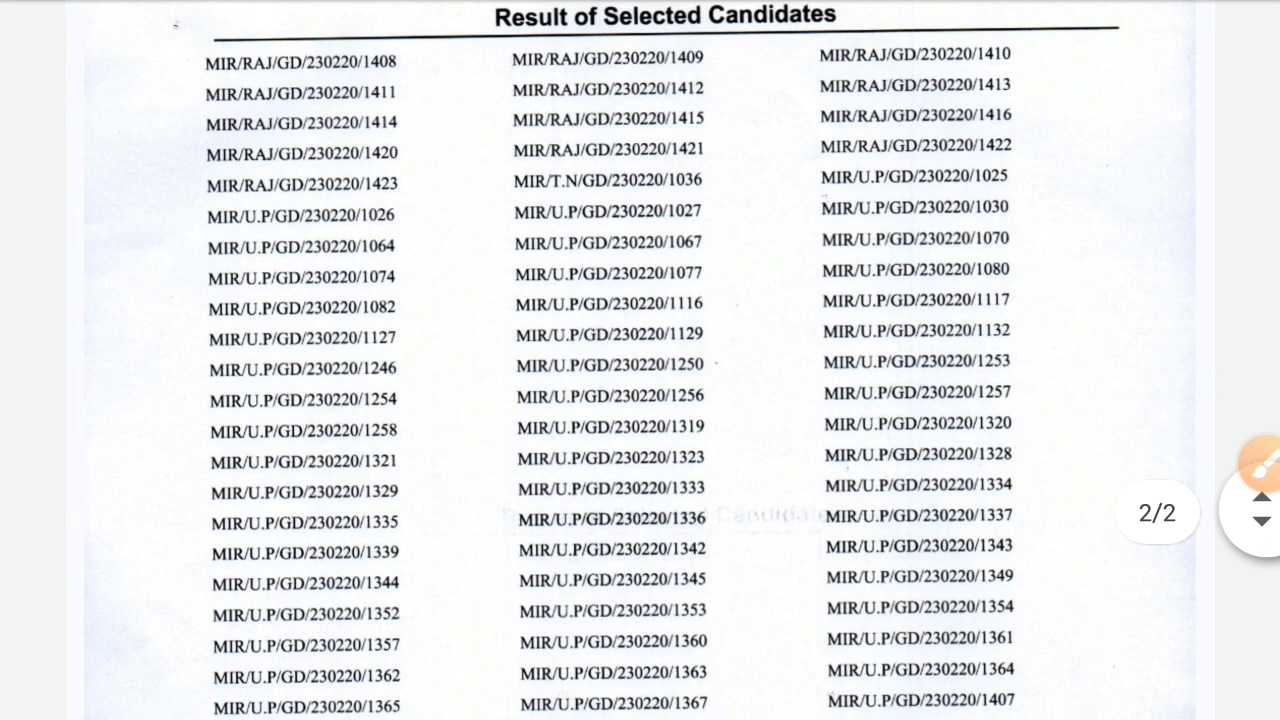 Result of Selected Candidates
MIR/RAJ/GD/230220/1408 MIR/RAJ/GD/230220/1409 MIR/RAJ/GD/230220/1410
MIR/RAJ/GD/230220/1411 MIR/RAJ/GD/230220/1412 MIR/RAJ/GD/230220/1413
MIR/RAJ/GD/230220/1414 MIR/RAJ/GD/230220/1415 MIR/RAJ/GD/230220/1416
MIR/RAJ/GD/230220/1420 MIR/RAJ/GD/230220/1421 MIR/RAJ/GD/230220/1422
MIR/RAJ/GD/230220/1423 MIR/T.N/GD/230220/1036 MIR/U.P/GD/230220/1025
MIR/U.P/GD/230220/1026 MIR/U.P/GD/230220/1027 MIR/U.P/GD/230220/1030
MIR/U.P/GD/230220/1064 MIR/U.P/GD/230220/1067 MIR/U.P/GD/230220/1070
MIR/U.P/GD/230220/1074 MIR/U.P/GD/230220/1077 MIR/U.P/GD/230220/1080
MIR/U.P/GD/230220/1082 MIR/U.P/GD/230220/1116 MIR/U.P/GD/230220/1117
MIR/U.P/GD/230220/1127 MIR/U.P/GD/230220/1129 MIR/U.P/GD/230220/1132
MIR/U.P/GD/230220/1246 MIR/U.P/GD/230220/1250 MIR/U.P/GD/230220/1253
MIR/U.P/GD/230220/1254 MIR/U.P/GD/230220/1256 MIR/U.P/GD/230220/1257
MIR/U.P/GD/230220/1258 MIR/U.P/GD/230220/1319 MIR/U.P/GD/230220/1320
MIR/U.P/GD/230220/1321 MIR/U.P/GD/230220/1323 MIR/U.P/GD/230220/1328
MIR/U.P/GD/230220/1329 MIR/U.P/GD/230220/1333 MIR/U.P/GD/230220/1334
MIR/U.P/GD/230220/1335 MIR/U.P/GD/230220/1336 MIR/U.P/GD/230220/1337
2/2
MIR/U.P/GD/230220/1339 MIR/U.P/GD/230220/1342 MIR/U.P/GD/230220/1343
MIR/U.P/GD/230220/1344 MIR/U.P/GD/230220/1345 MIR/U.P/GD/230220/1349
MIR/U.P/GD/230220/1352 MIR/U.P/GD/230220/1353 MIR/U.P/GD/230220/1354
MIR/U.P/GD/230220/1357 MIR/U.P/GD/230220/1360 MIR/U.P/GD/230220/1361
MIR/U.P/GD/230220/1362 MIR/U.P/GD/230220/1363 MIR/U.P/GD/230220/1364
MIR/U.P/GD/230220/1365 MIR/U.P/GD/230220/1367 MIR/U.P/GD/230220/1407